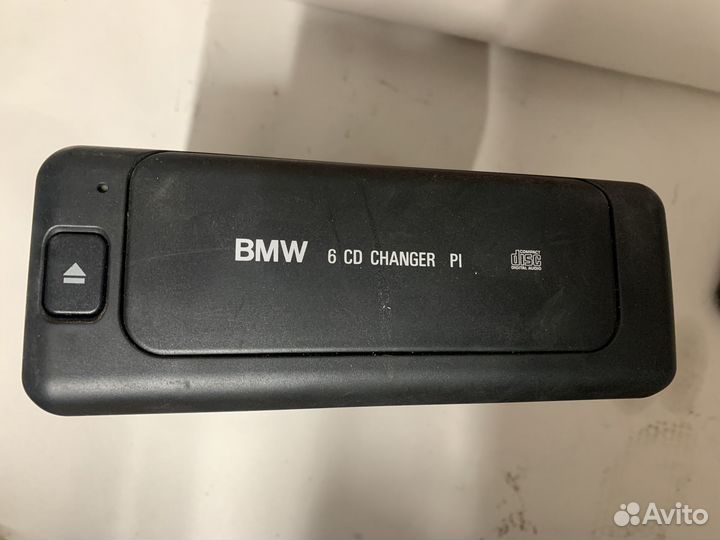 BMW 6 CD CHANGER PI
COMPACT
disc
DIGITAL AUDIO
Avito